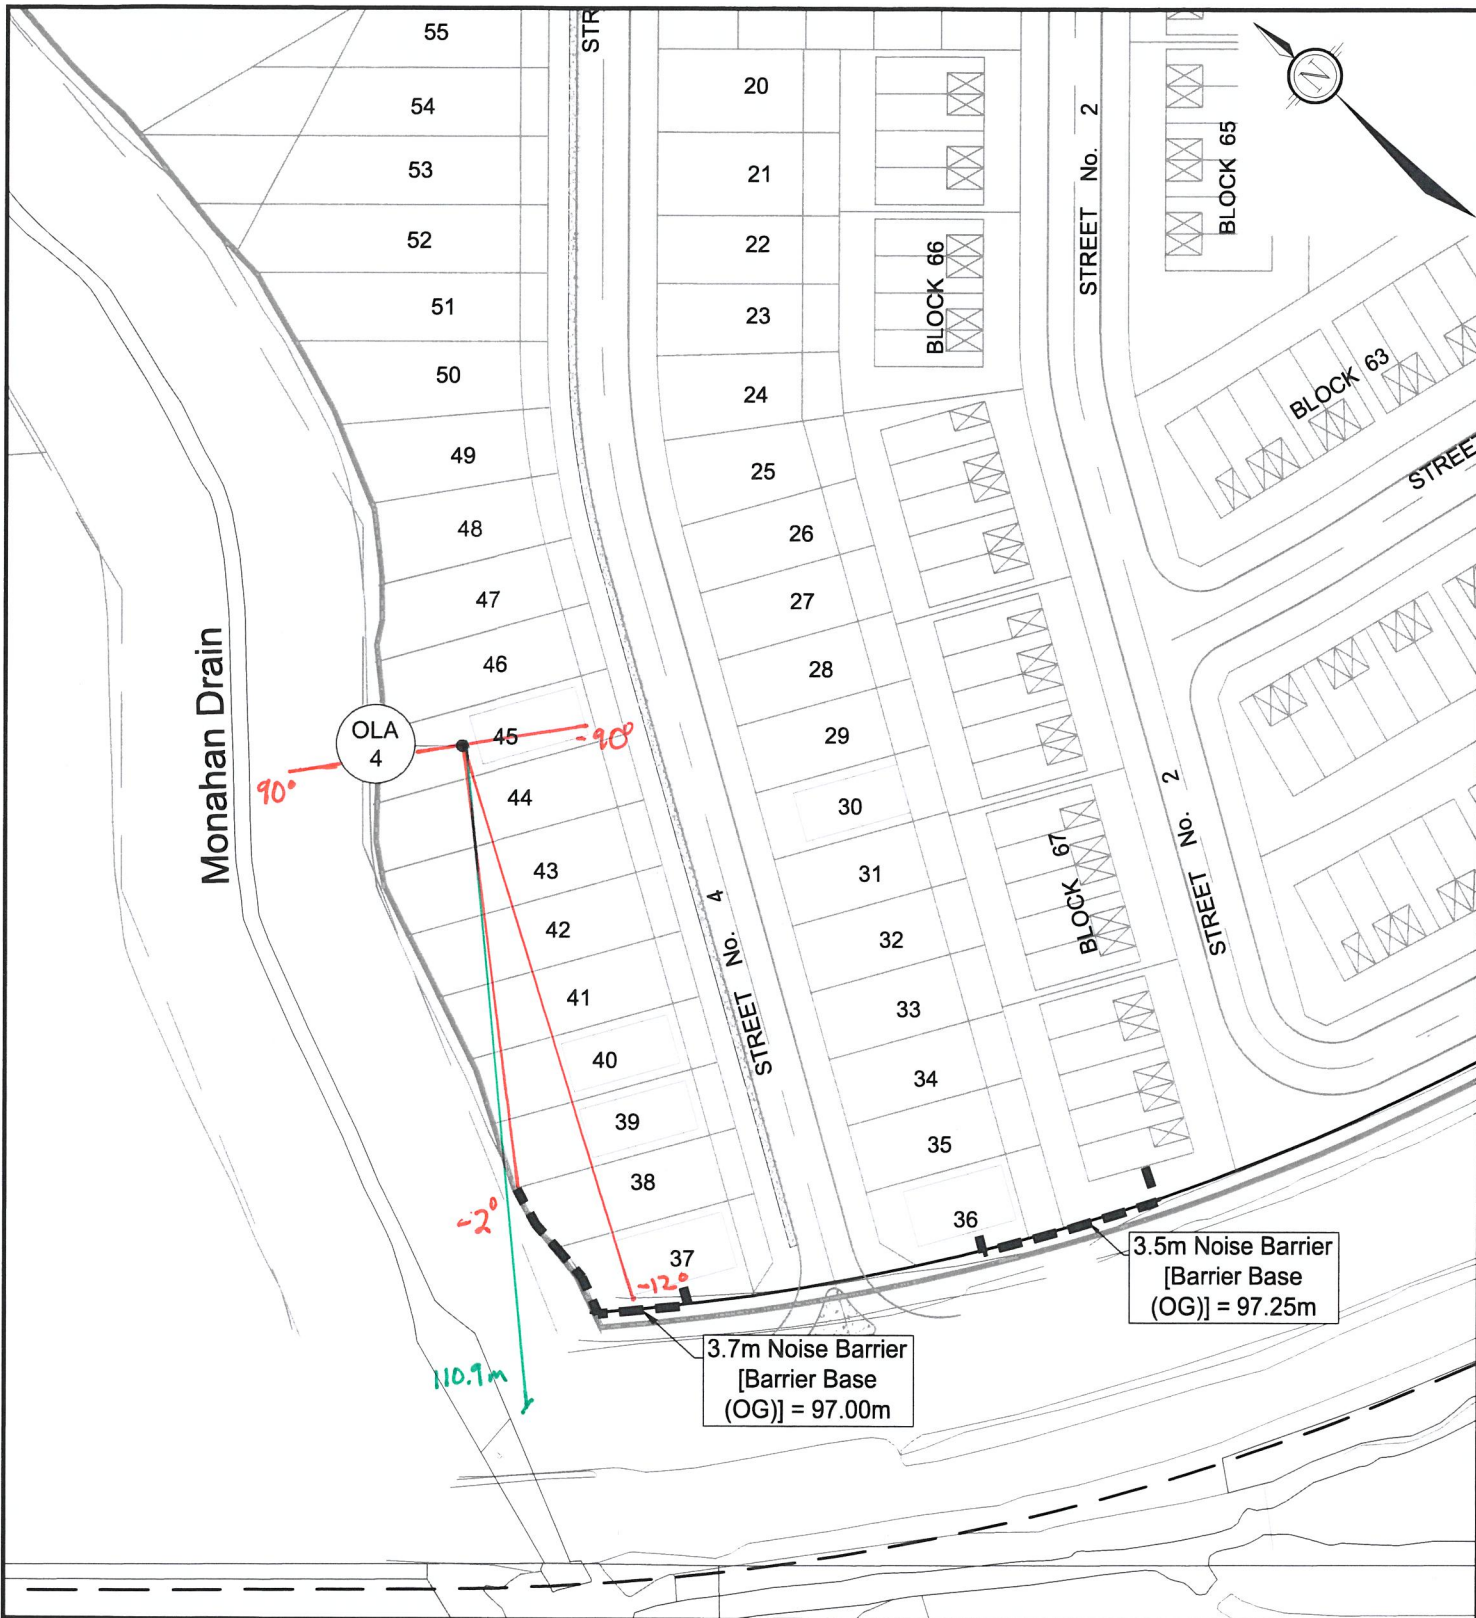 55
54
53
52
51
50
49
48
47
46
45
44
43
42
41
40
39
38
37
STR
20
21
22
23
24
25
26
27
28
29
30
31
32
33
34
35
36
BLOCK 66
STREET No. 2
BLOCK 65
N
BLOCK 63
STREE
Monahan Drain
OLA
4
90°
-90°
-2°
-12°
110.9m
STREET No. 4
BLOCK 67
STREET No. 2
3.7m Noise Barrier
[Barrier Base
(OG)] = 97.00m
3.5m Noise Barrier
[Barrier Base
(OG)] = 97.25m